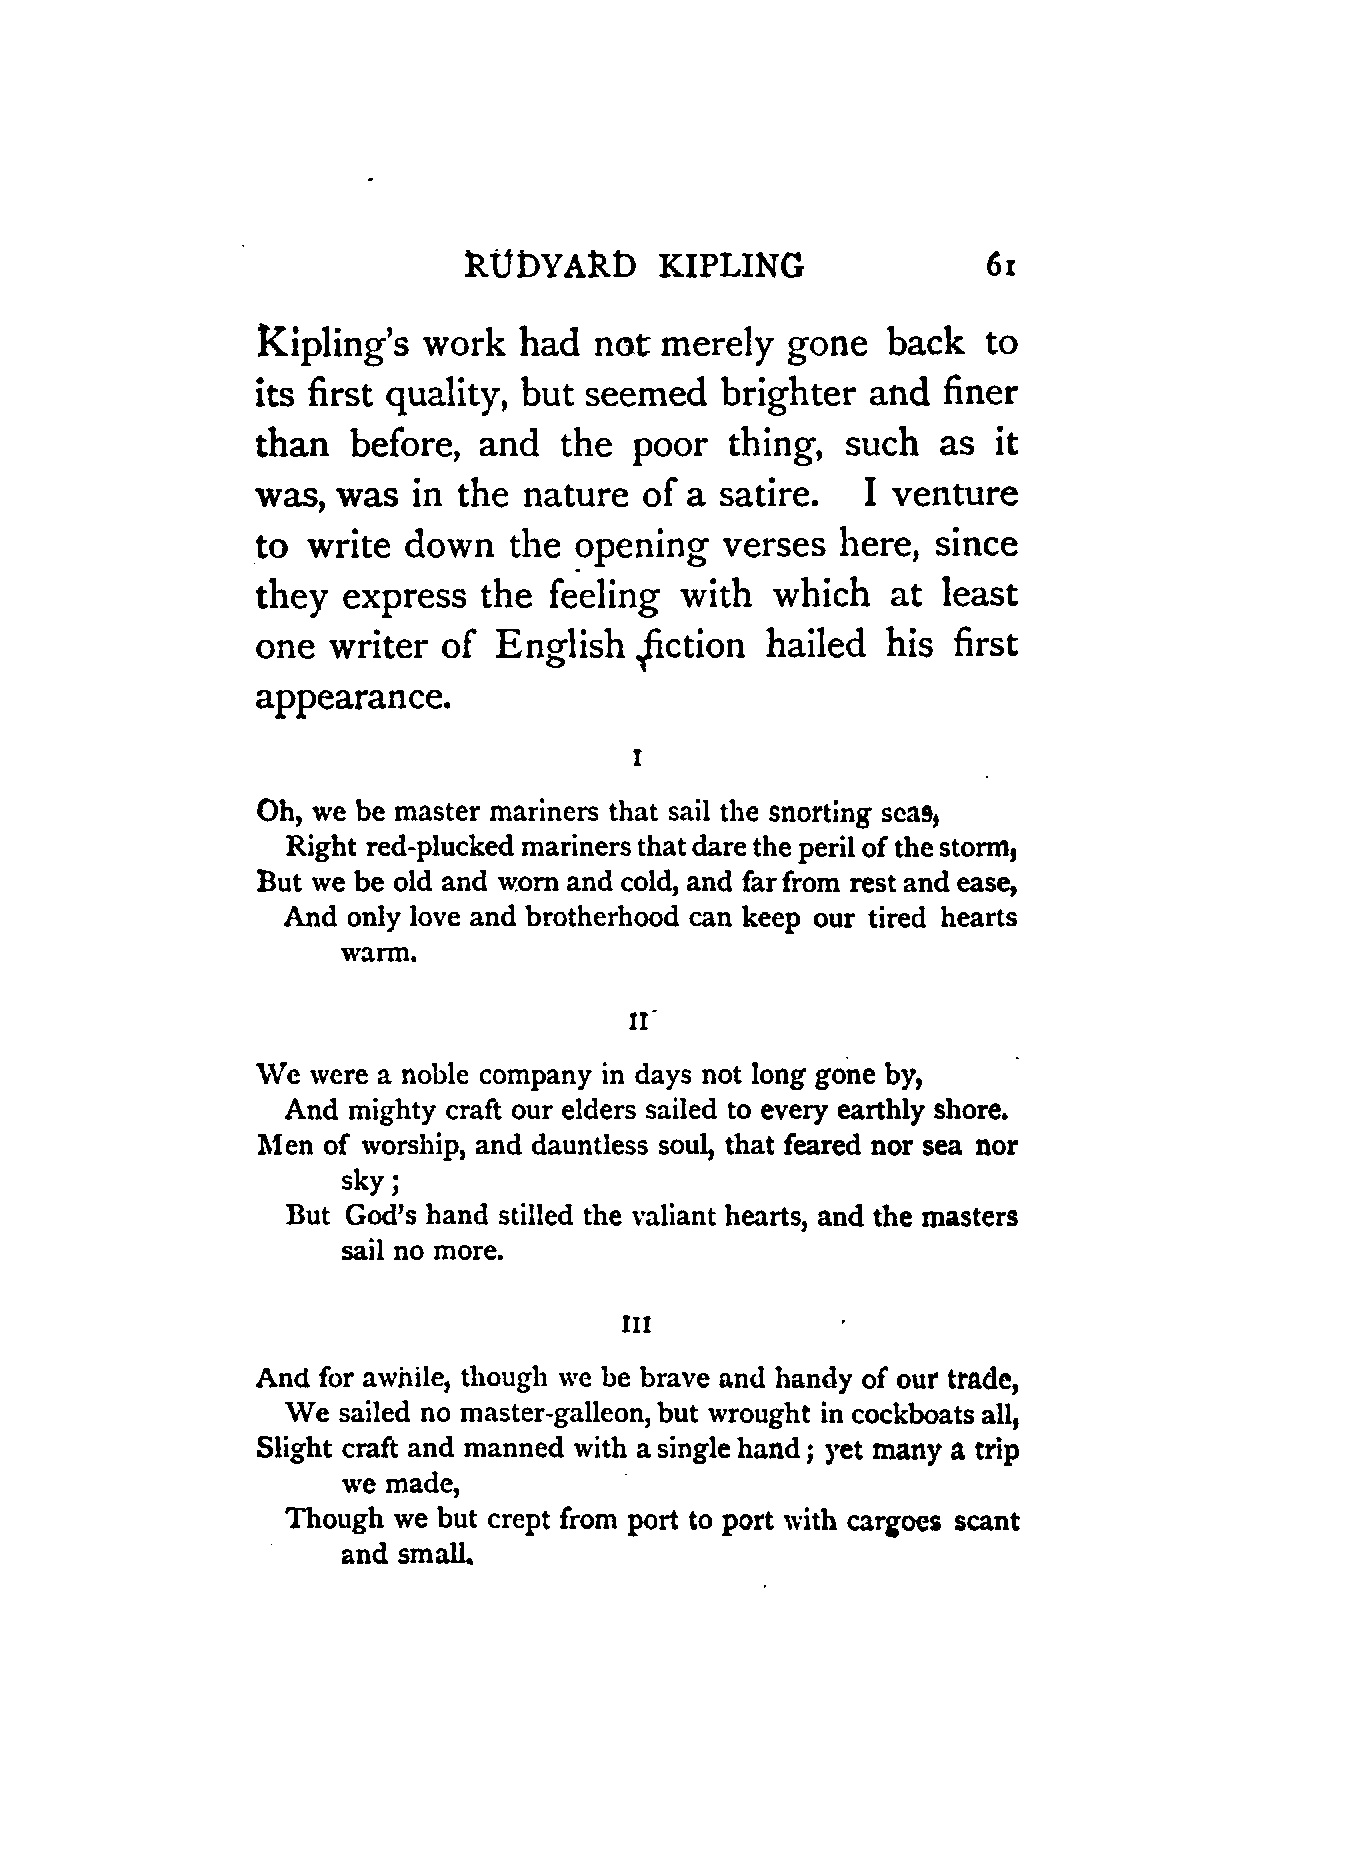 RUDYARD KIPLING 61
Kipling's work had not merely gone back to
its first quality, but seemed brighter and finer
than before, and the poor thing, such as it
was, was in the nature of a satire. I venture
to write down the opening verses here, since
they express the feeling with which at least
one writer of English fiction hailed his first
appearance.
I
Oh, we be master mariners that sail the snorting seas,
Right red-plucked mariners that dare the peril of the storm,
But we be old and worn and cold, and far from rest and ease,
And only love and brotherhood can keep our tired hearts
warm.
II
We were a noble company in days not long gone by,
And mighty craft our elders sailed to every earthly shore.
Men of worship, and dauntless soul, that feared nor sea nor
sky;
But God's hand stilled the valiant hearts, and the masters
sail no more.
III
And for awhile, though we be brave and handy of our trade,
We sailed no master-galleon, but wrought in cockboats all,
Slight craft and manned with a single hand; yet many a trip
we made,
Though we but crept from port to port with cargoes scant
and small.